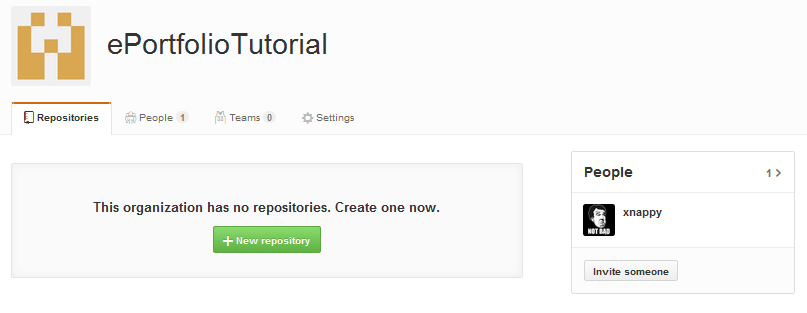 ePortfolioTutorial
Repositories People 1 Teams 0 Settings
This organization has no repositories. Create one now.
New repository
People 1
xnappy
NOT BAD
Invite someone